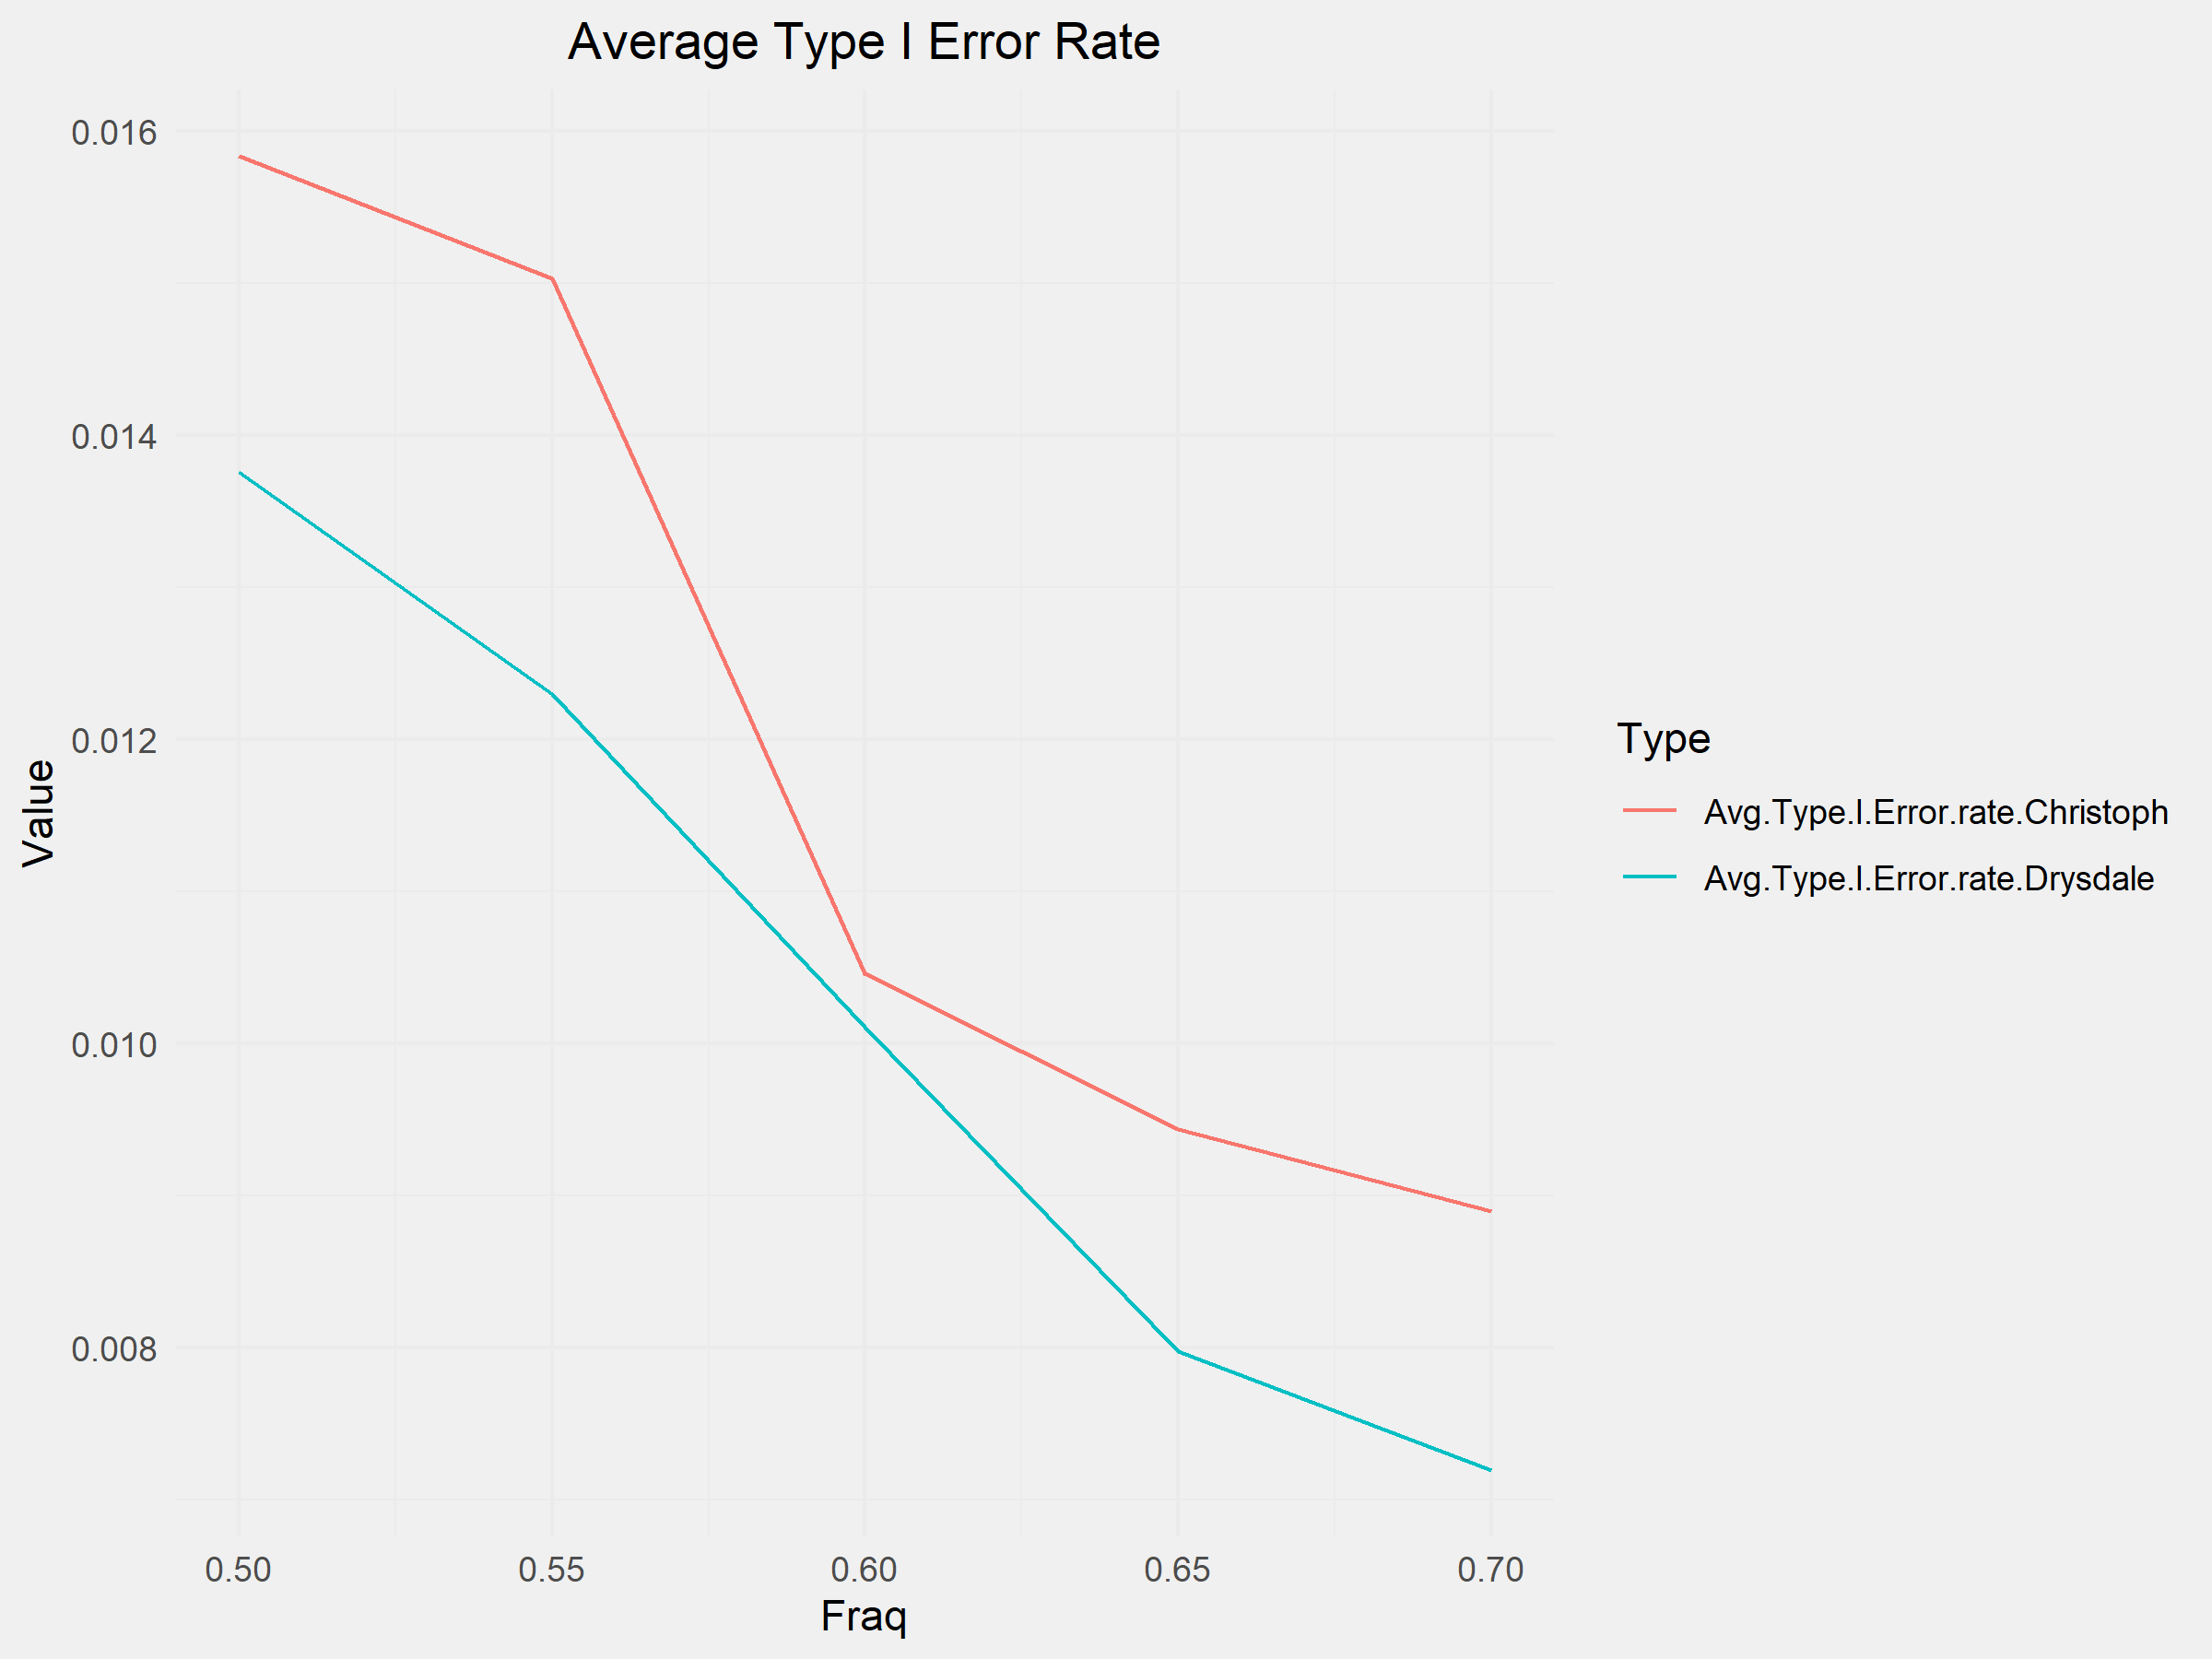 Average Type I Error Rate
0.016
0.014
0.012
0.010
0.008
Value
0.50 0.55 0.60 0.65 0.70
Fraq
Type
Avg.Type.I.Error.rate.Christoph
Avg.Type.I.Error.rate.Drysdale